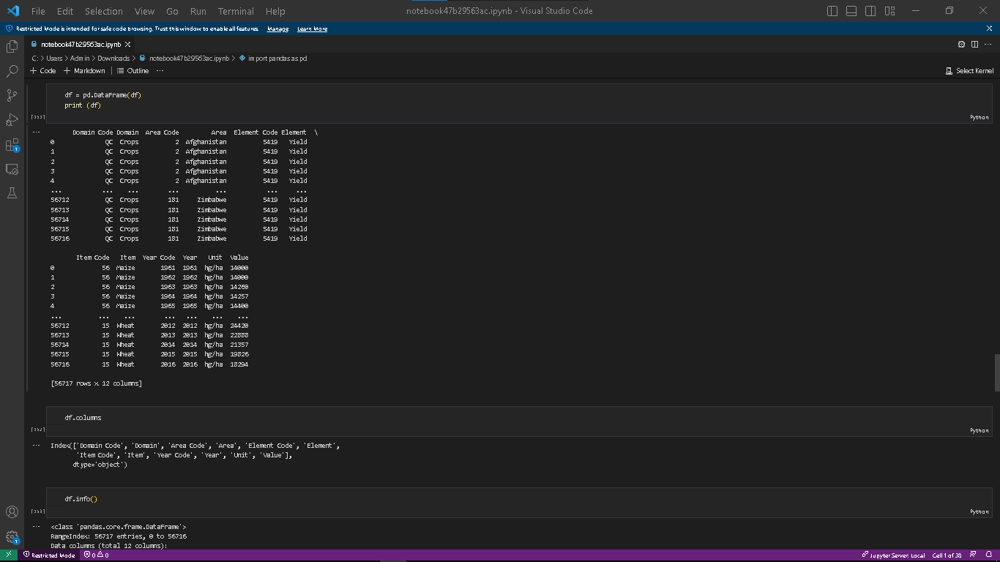 File Edit Selection View Go Run Terminal Help notebook47b29563ac.ipynb - Visual Studio Code
Restricted Mode is intended for safe code browsing. Trust this window to enable all features. Manage Learn More
notebook47b29563ac.ipynb
C: > Users > Admin > Downloads > notebook47b29563ac.ipynb > import pandas as pd
+ Code + Markdown Outline ... Select Kernel
df = pd.DataFrame(df)
print (df)
Python
Domain Code Domain Area Code Area Element Code Element \
0 QC Crops 2 Afghanistan 5419 Yield
1 QC Crops 2 Afghanistan 5419 Yield
2 QC Crops 2 Afghanistan 5419 Yield
3 QC Crops 2 Afghanistan 5419 Yield
4 QC Crops 2 Afghanistan 5419 Yield
... ... ... ... ... ... ...
56712 QC Crops 181 Zimbabwe 5419 Yield
56713 QC Crops 181 Zimbabwe 5419 Yield
56714 QC Crops 181 Zimbabwe 5419 Yield
56715 QC Crops 181 Zimbabwe 5419 Yield
56716 QC Crops 181 Zimbabwe 5419 Yield
Item Code Item Year Code Year Unit Value
0 56 Maize 1961 1961 hg/ha 14000
1 56 Maize 1962 1962 hg/ha 14000
2 56 Maize 1963 1963 hg/ha 14260
3 56 Maize 1964 1964 hg/ha 14257
4 56 Maize 1965 1965 hg/ha 14400
... ... ... ... ... ... ...
56712 15 Wheat 2012 2012 hg/ha 24420
56713 15 Wheat 2013 2013 hg/ha 22888
56714 15 Wheat 2014 2014 hg/ha 21357
56715 15 Wheat 2015 2015 hg/ha 19826
56716 15 Wheat 2016 2016 hg/ha 18294
[56717 rows x 12 columns]
df.columns
Python
Index(['Domain Code', 'Domain', 'Area Code', 'Area', 'Element Code', 'Element',
'Item Code', 'Item', 'Year Code', 'Year', 'Unit', 'Value'],
dtype='object')
df.info()
Python
<class 'pandas.core.frame.DataFrame'>
RangeIndex: 56717 entries, 0 to 56716
Data columns (total 12 columns):
Restricted Mode 0 0 Jupyter Server: Local Cell 1 of 38